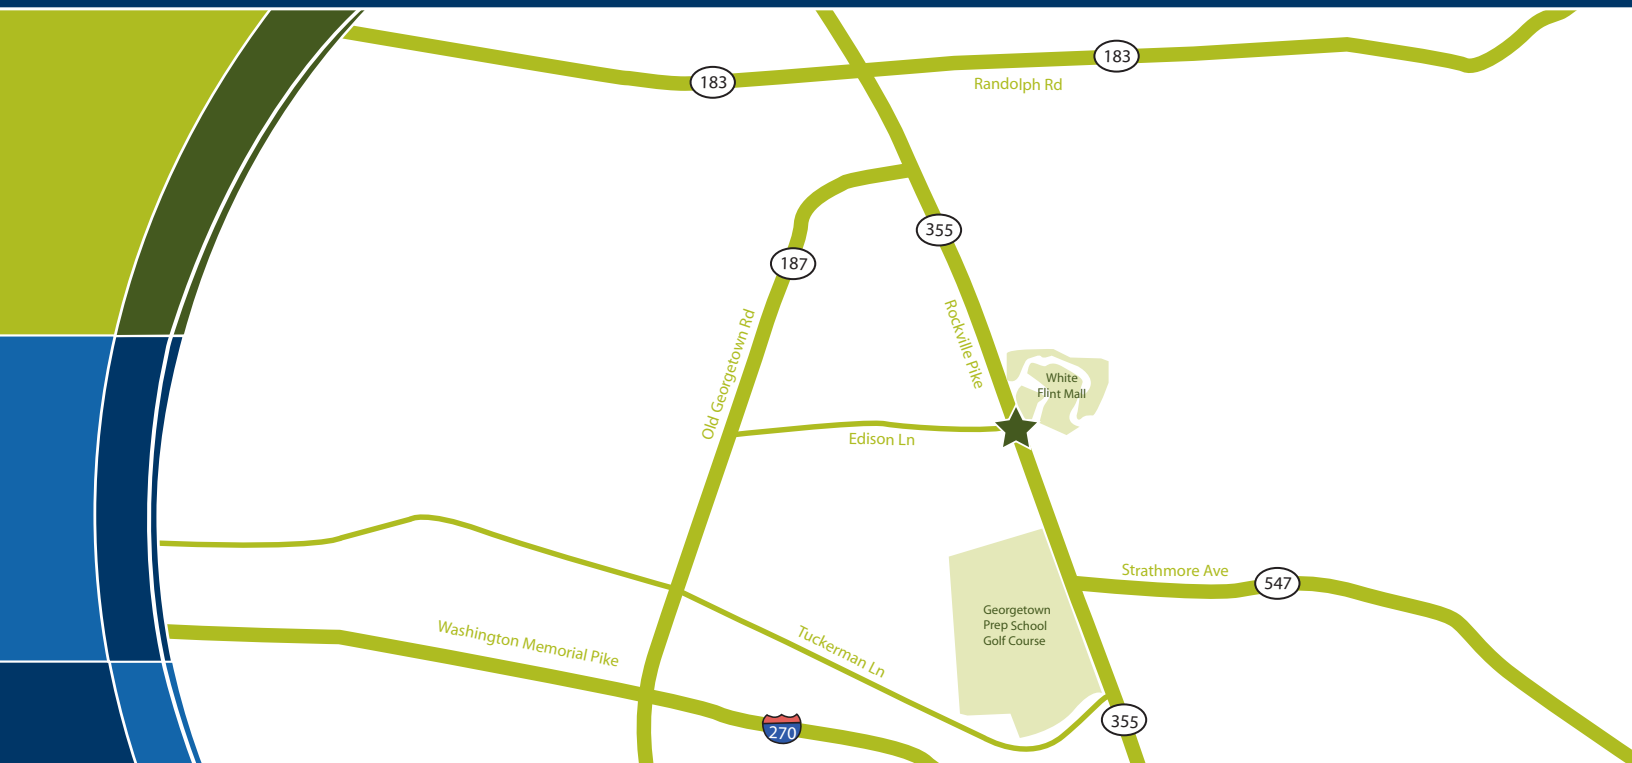 183
183
Randolph Rd
355
187
Rockville Pike
Old Georgetown Rd
White
Flint Mall
Edison Ln
Strathmore Ave
547
Georgetown
Prep School
Golf Course
Washington Memorial Pike
Tuckerman Ln
355
270